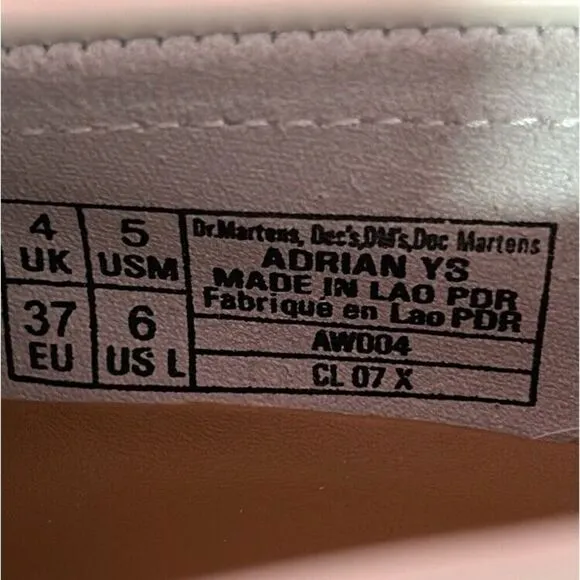 4 UK
5 USM
37 EU
6 US L
Dr.Martens, Doc's,DM's,Doc Martens
ADRIAN YS
MADE IN LAO PDR
Fabriqué en Lao PDR
AW004
CL 07 X